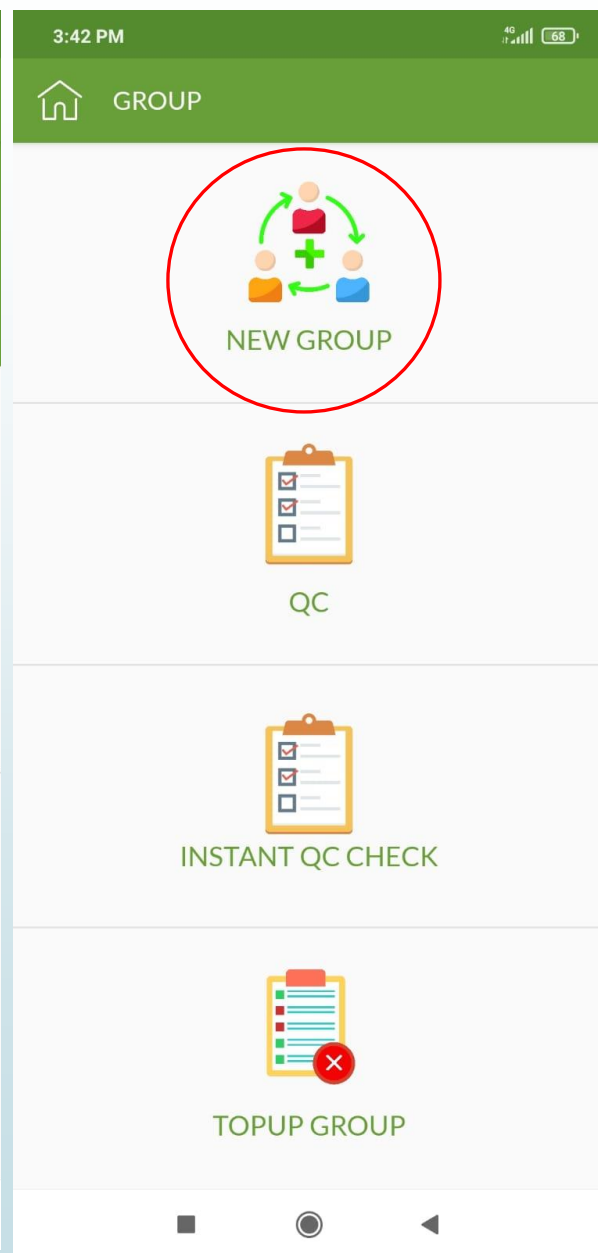 3:42 PM
4G
68
GROUP
NEW GROUP
QC
INSTANT QC CHECK
TOPUP GROUP